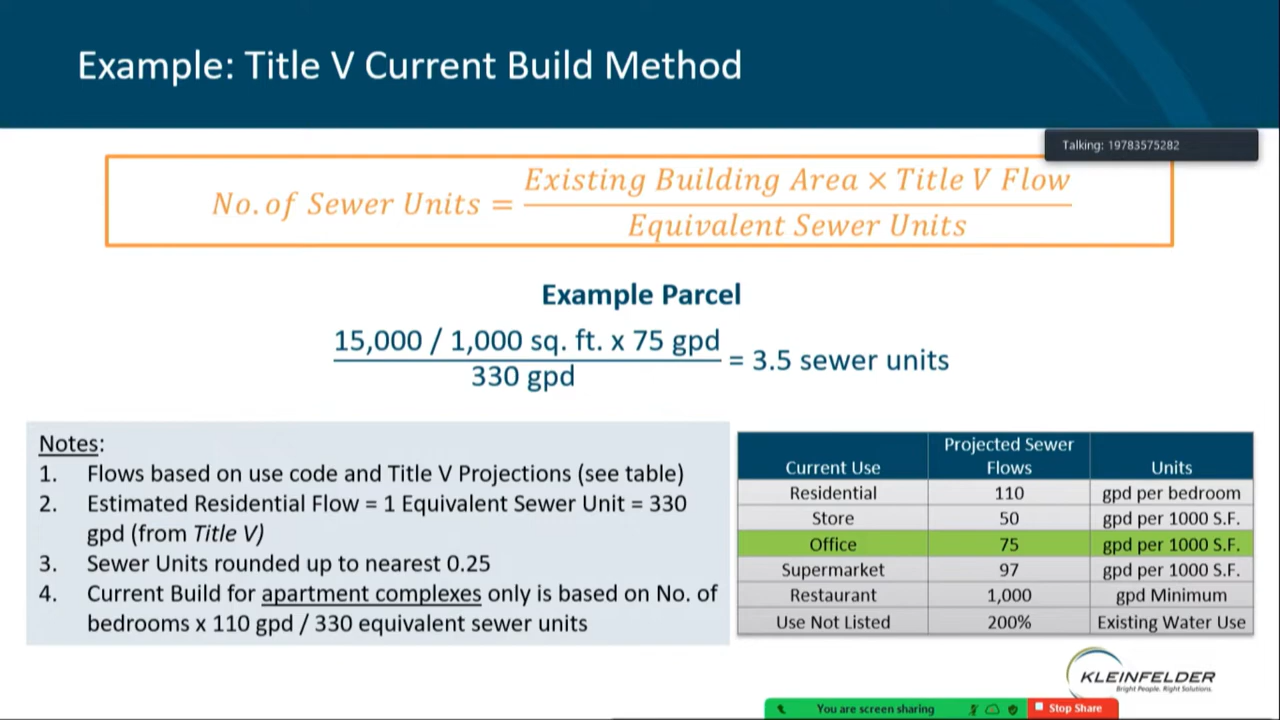 Example: Title V Current Build Method
Talking: 19783575282
No. of Sewer Units = Existing Building Area × Title V Flow
Equivalent Sewer Units
Example Parcel
15,000 / 1,000 sq. ft. x 75 gpd
330 gpd
= 3.5 sewer units
Notes:
1. Flows based on use code and Title V Projections (see table)
2. Estimated Residential Flow = 1 Equivalent Sewer Unit = 330
gpd (from Title V)
3. Sewer Units rounded up to nearest 0.25
4. Current Build for apartment complexes only is based on No. of
bedrooms x 110 gpd / 330 equivalent sewer units
Current Use Projected Sewer Flows Units
Residential 110 gpd per bedroom
Store 50 gpd per 1000 S.F.
Office 75 gpd per 1000 S.F.
Supermarket 97 gpd per 1000 S.F.
Restaurant 1,000 gpd Minimum
Use Not Listed 200% Existing Water Use
KLEINFELDER
Bright People. Right Solutions.
You are screen sharing
Stop Share